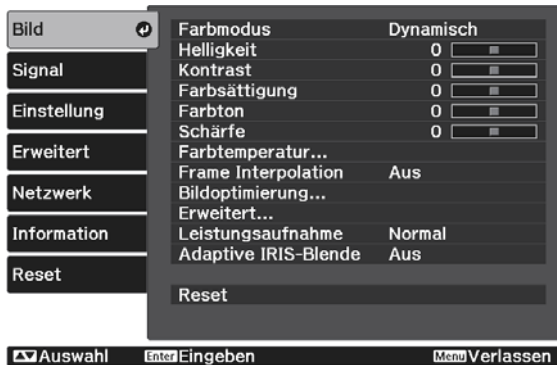 Bild
Signal
Einstellung
Erweitert
Netzwerk
Information
Reset
Farbmodus Dynamisch
Helligkeit 0
Kontrast 0
Farbsättigung 0
Farbton 0
Schärfe 0
Farbtemperatur...
Frame Interpolation Aus
Bildoptimierung...
Erweitert...
Leistungsaufnahme Normal
Adaptive IRIS-Blende Aus
Reset
Auswahl Enter Eingeben Menu Verlassen